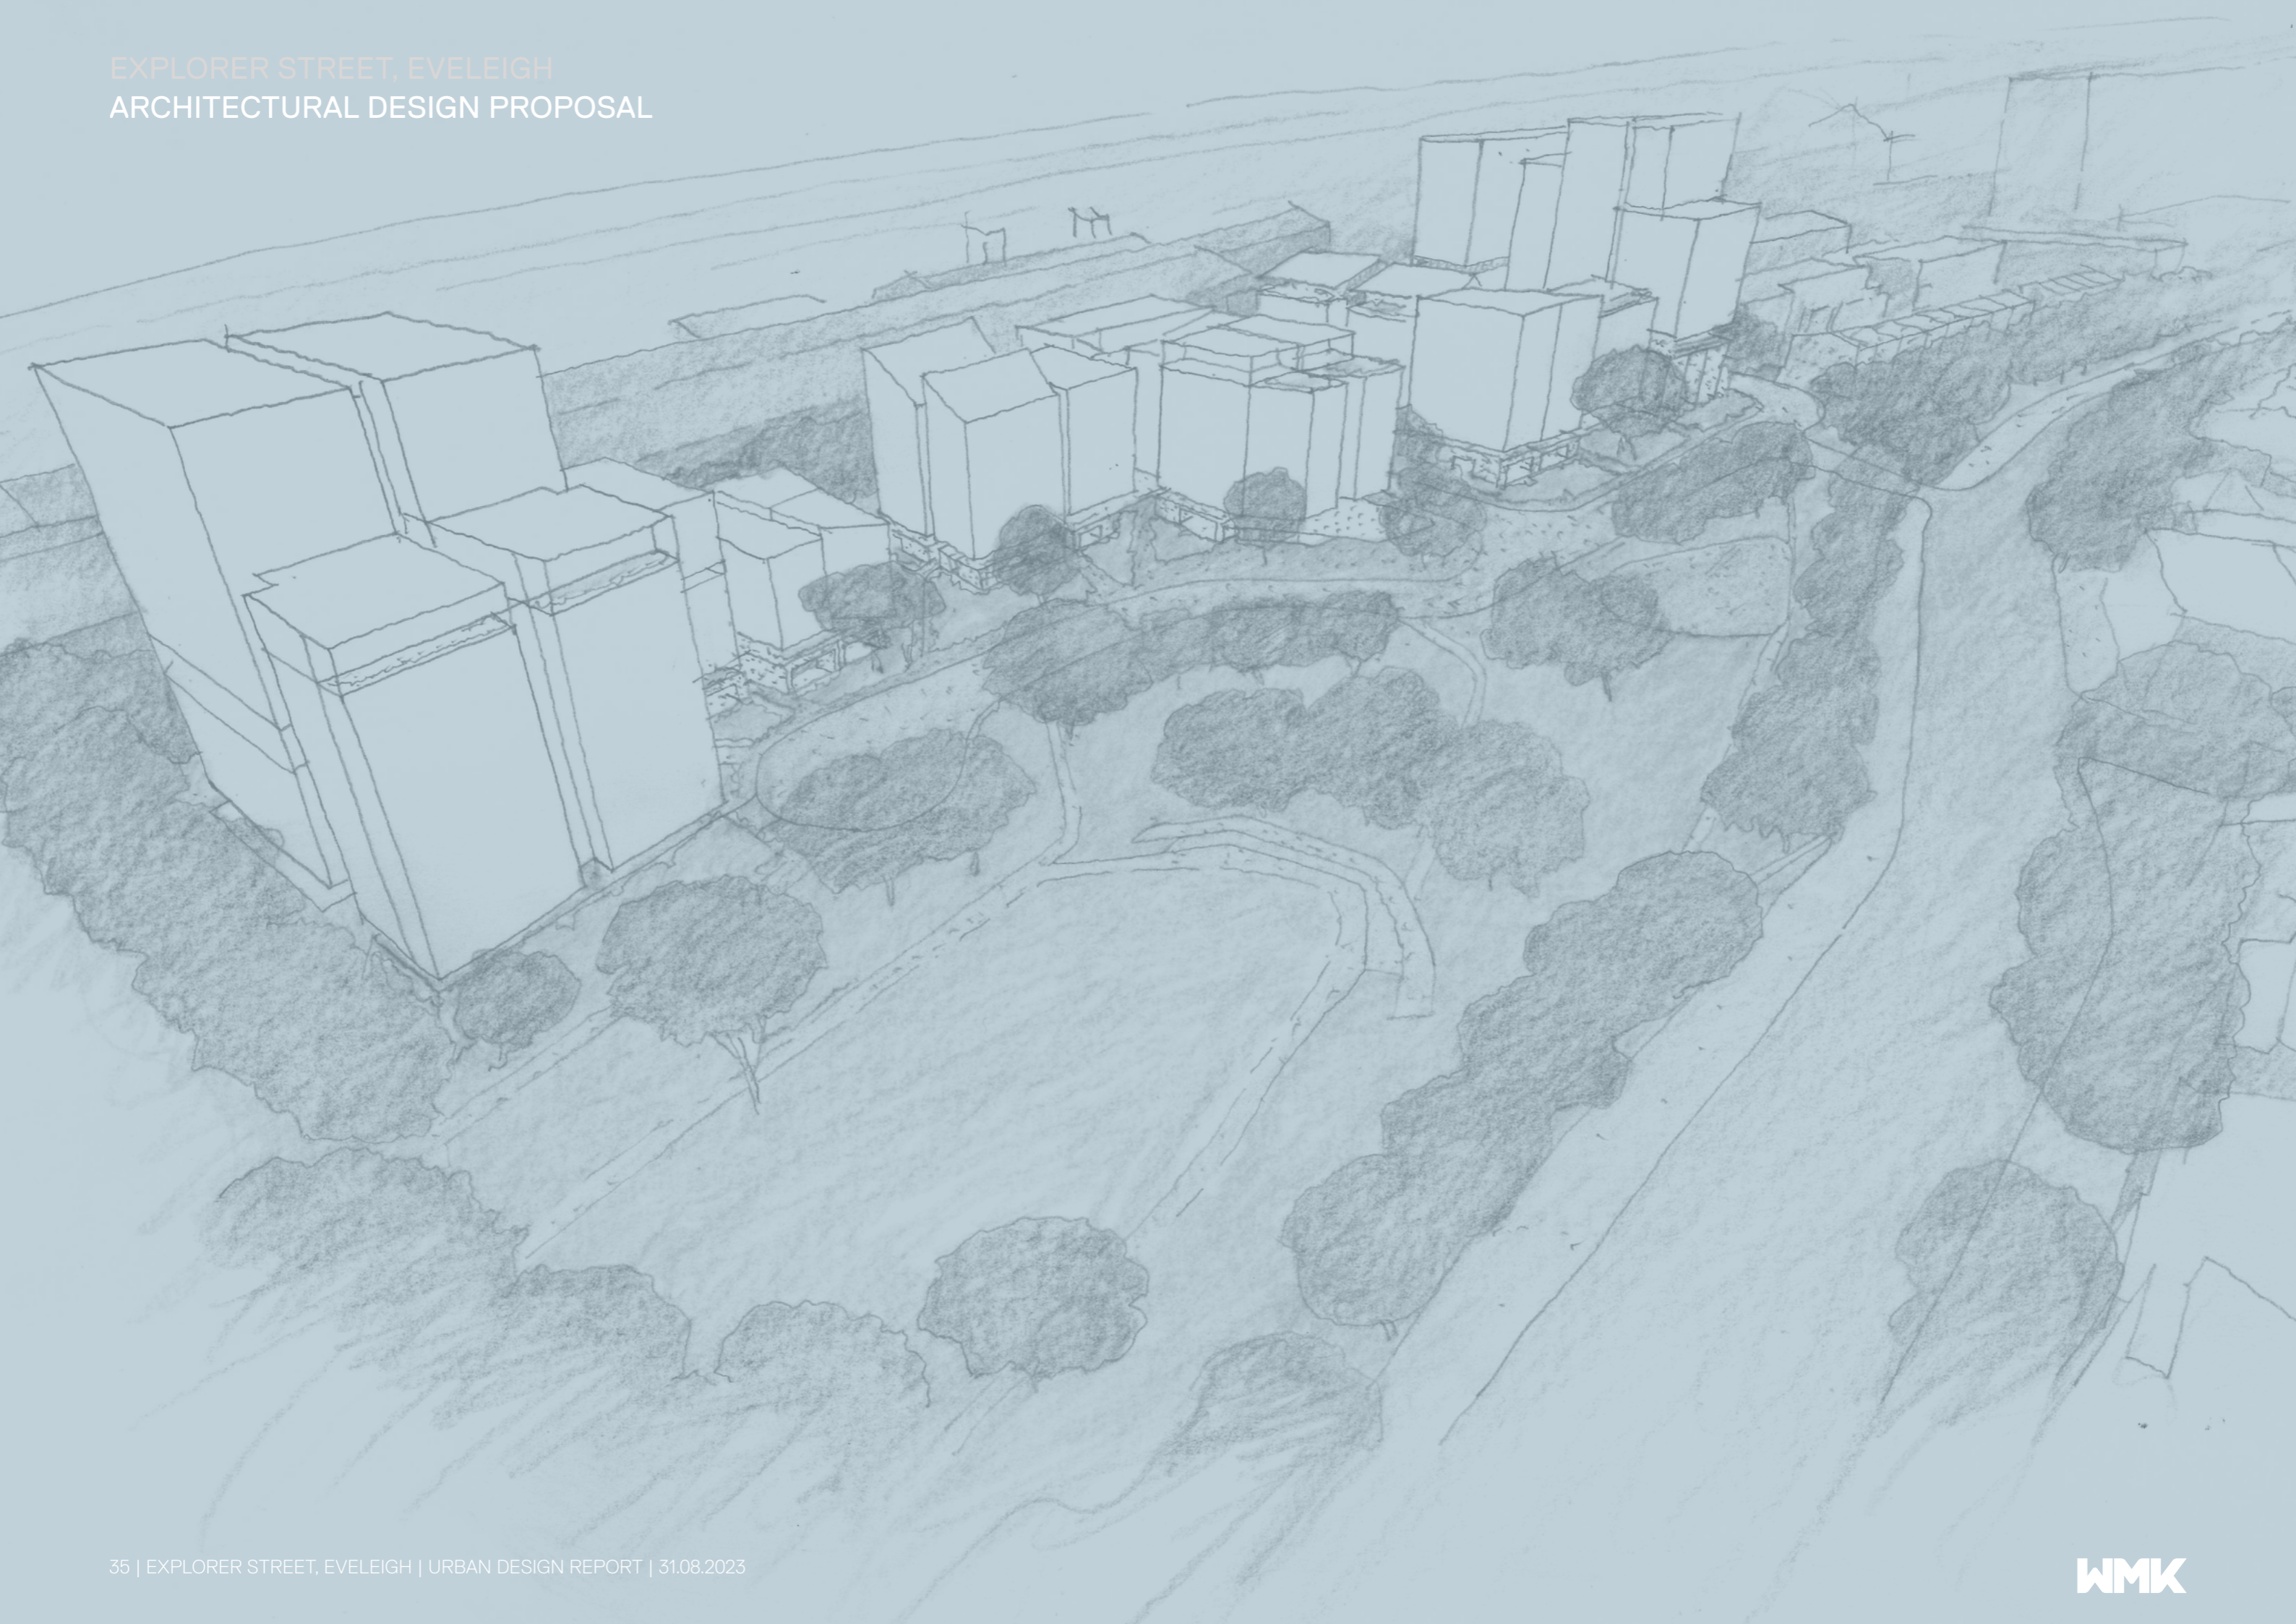 EXPLORER STREET, EVELEIGH
ARCHITECTURAL DESIGN PROPOSAL
35 | EXPLORER STREET, EVELEIGH | URBAN DESIGN REPORT | 31.08.2023
WMK